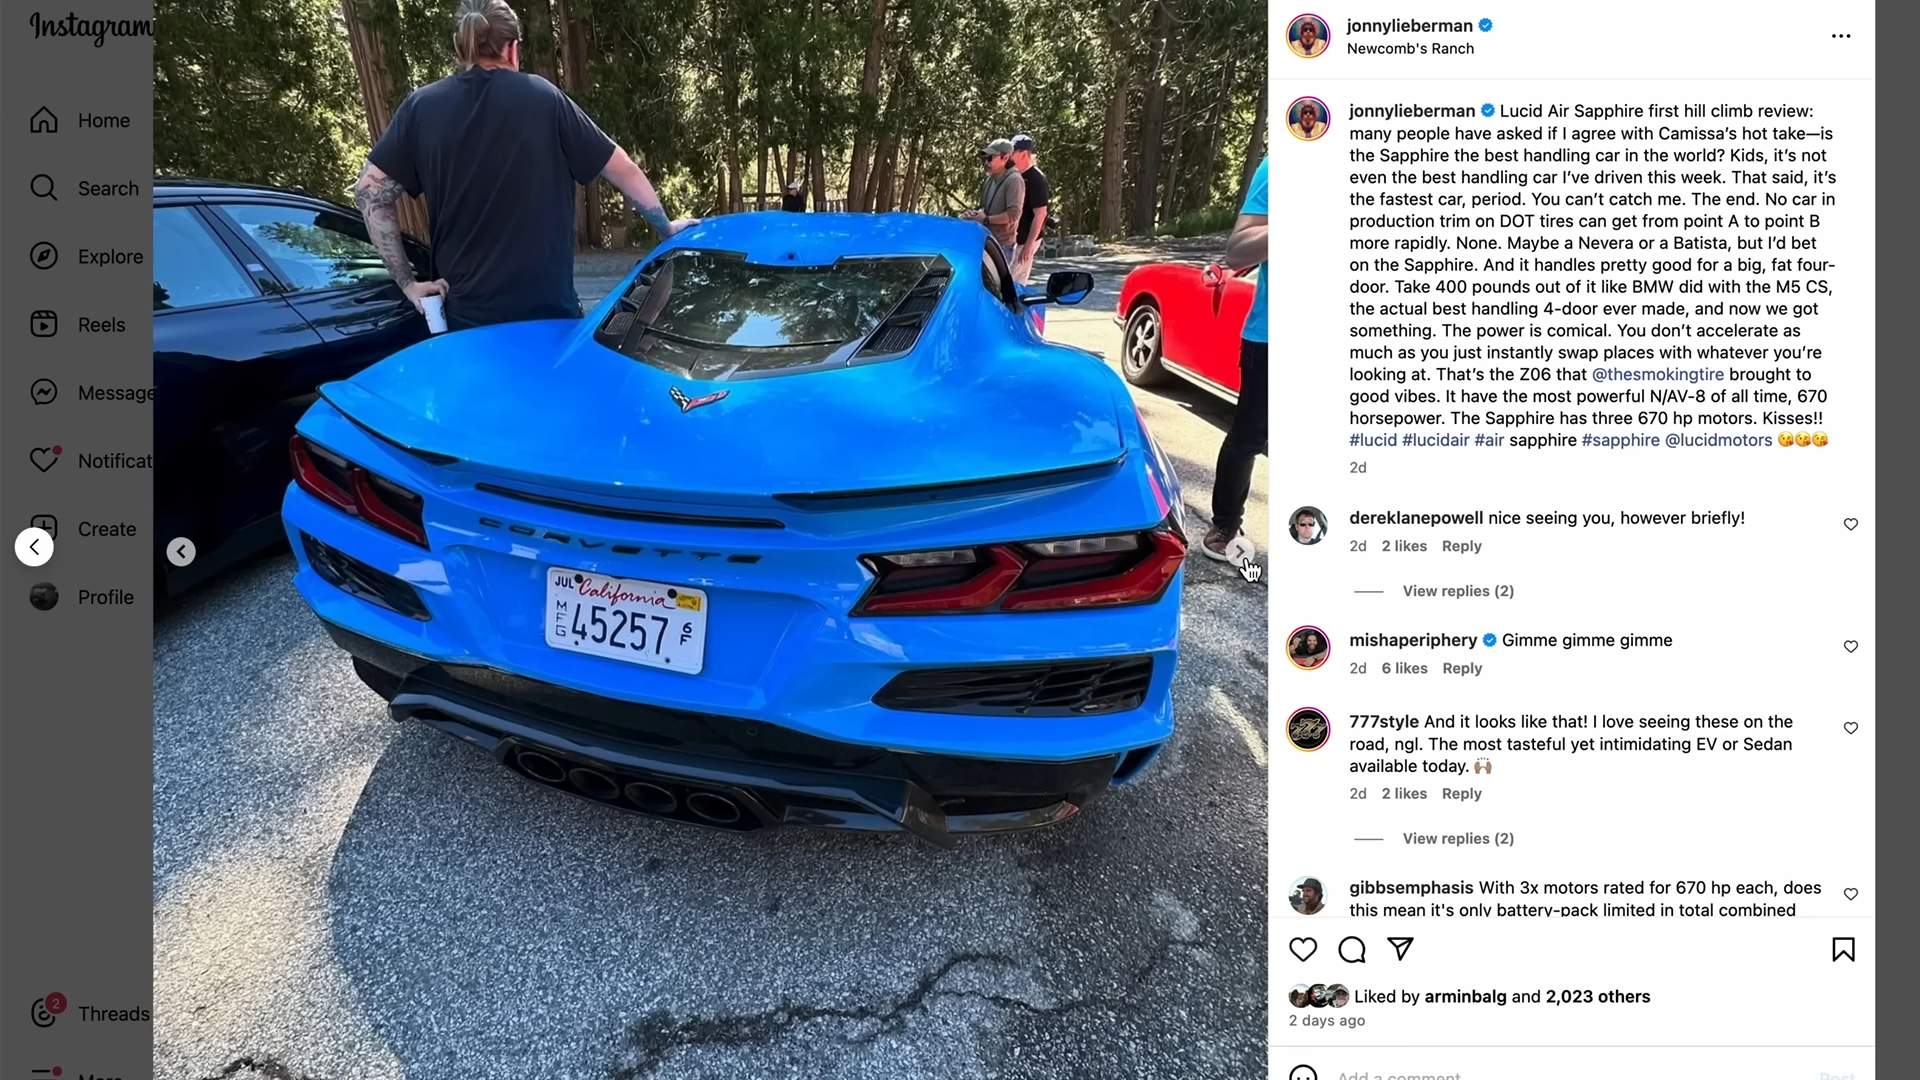 Instagram
Home
Search
Explore
Reels
Message
Notificat
Create
Profile
2
Threads
CORVETTE
JUL California
MFG 45257 6F
jonnylieberman
Newcomb's Ranch
jonnylieberman Lucid Air Sapphire first hill climb review:
many people have asked if I agree with Camissa’s hot take—is
the Sapphire the best handling car in the world? Kids, it’s not
even the best handling car I’ve driven this week. That said, it’s
the fastest car, period. You can’t catch me. The end. No car in
production trim on DOT tires can get from point A to point B
more rapidly. None. Maybe a Nevera or a Batista, but I’d bet
on the Sapphire. And it handles pretty good for a big, fat four-
door. Take 400 pounds out of it like BMW did with the M5 CS,
the actual best handling 4-door ever made, and now we got
something. The power is comical. You don’t accelerate as
much as you just instantly swap places with whatever you’re
looking at. That’s the Z06 that @thesmokingtire brought to
good vibes. It have the most powerful N/AV-8 of all time, 670
horsepower. The Sapphire has three 670 hp motors. Kisses!!
#lucid #lucidair #air sapphire #sapphire @lucidmotors 😘😘😘
2d
dereklanepowell nice seeing you, however briefly!
2d 2 likes Reply
View replies (2)
mishaperiphery Gimme gimme gimme
2d 6 likes Reply
777style And it looks like that! I love seeing these on the
road, ngl. The most tasteful yet intimidating EV or Sedan
available today. 🙌🏽
2d 2 likes Reply
View replies (2)
gibbsemphasis With 3x motors rated for 670 hp each, does
this mean it's only battery-pack limited in total combined
Liked by arminbalg and 2,023 others
2 days ago
Add a comment
Post